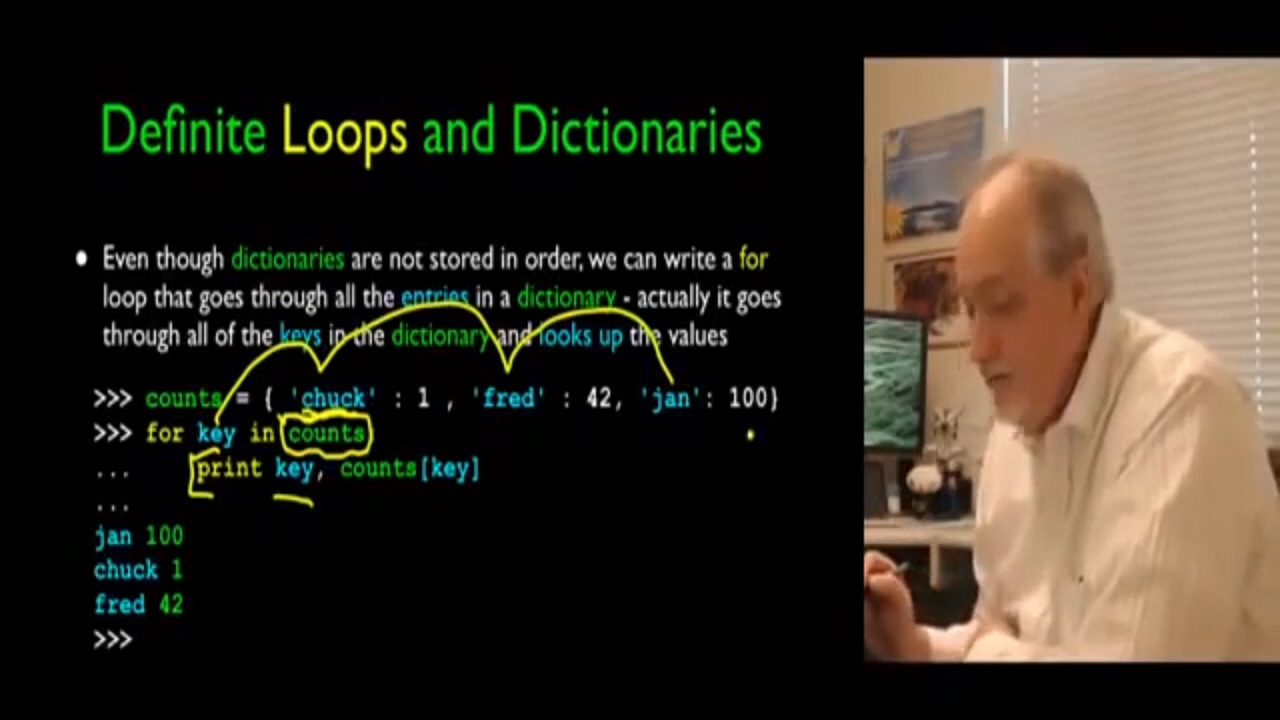 Definite Loops and Dictionaries
• Even though dictionaries are not stored in order, we can write a for
loop that goes through all the entries in a dictionary - actually it goes
through all of the keys in the dictionary and looks up the values
>>> counts = { 'chuck' : 1 , 'fred' : 42, 'jan': 100}
>>> for key in counts
... print key, counts[key]
...
jan 100
chuck 1
fred 42
>>>